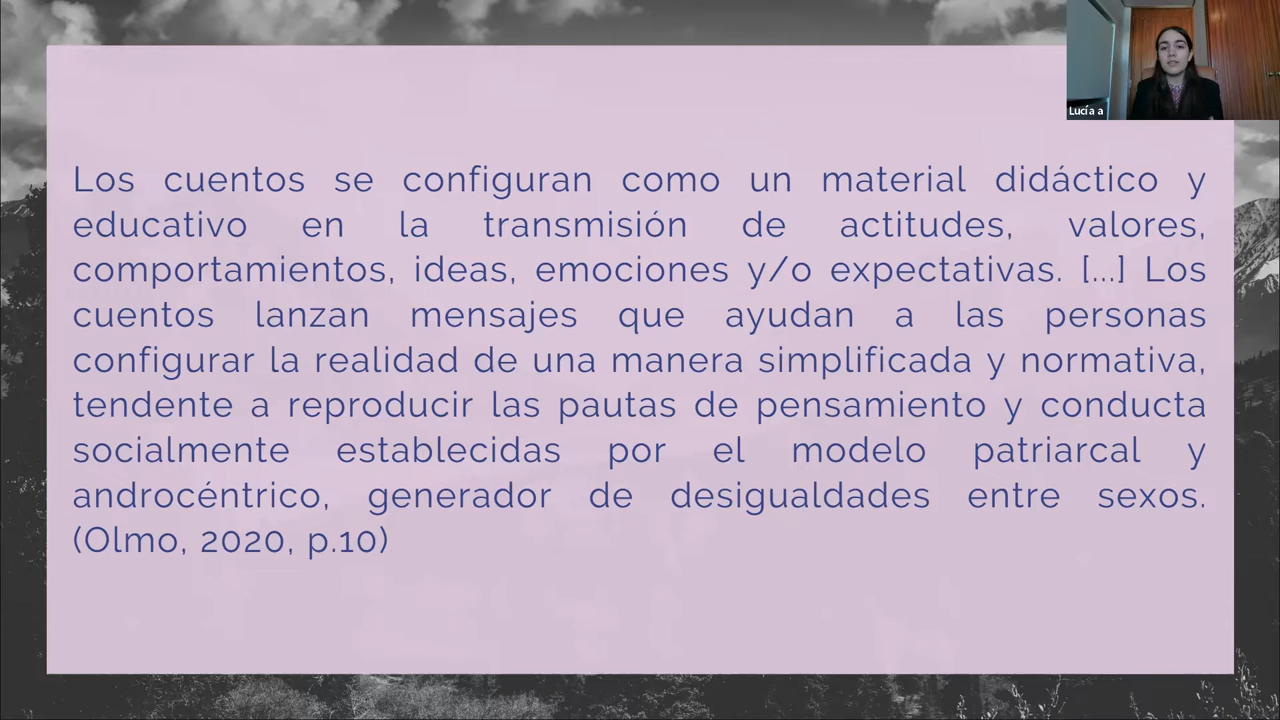 Lucía a
Los cuentos se configuran como un material didáctico y
educativo en la transmisión de actitudes, valores,
comportamientos, ideas, emociones y/o expectativas. [...] Los
cuentos lanzan mensajes que ayudan a las personas
configurar la realidad de una manera simplificada y normativa,
tendente a reproducir las pautas de pensamiento y conducta
socialmente establecidas por el modelo patriarcal y
androcéntrico, generador de desigualdades entre sexos.
(Olmo, 2020, p.10)